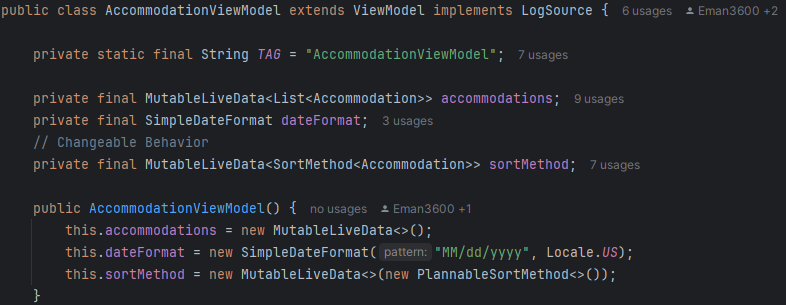 public class AccommodationViewModel extends ViewModel implements LogSource {  6 usages  Eman3600 +2
    private static final String TAG = "AccommodationViewModel";  7 usages
    private final MutableLiveData<List<Accommodation>> accommodations;  9 usages
    private final SimpleDateFormat dateFormat;  3 usages
    // Changeable Behavior
    private final MutableLiveData<SortMethod<Accommodation>> sortMethod;  7 usages
    public AccommodationViewModel() {  no usages  Eman3600 +1
        this.accommodations = new MutableLiveData<>();
        this.dateFormat = new SimpleDateFormat( pattern: "MM/dd/yyyy", Locale.US);
        this.sortMethod = new MutableLiveData<>(new PlannableSortMethod<>());
    }